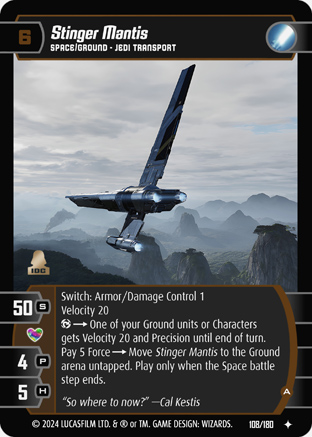 6
Stinger Mantis
SPACE/GROUND - JEDI TRANSPORT
IDC
50 S
4 P
5 H
Switch: Armor/Damage Control 1
Velocity 20
→ One of your Ground units or Characters
gets Velocity 20 and Precision until end of turn.
Pay 5 Force → Move Stinger Mantis to the Ground
arena untapped. Play only when the Space battle
step ends.
"So where to now?" —Cal Kestis
A
© 2024 LUCASFILM LTD. & ® or TM. GAME DESIGN: WIZARDS. 108/180